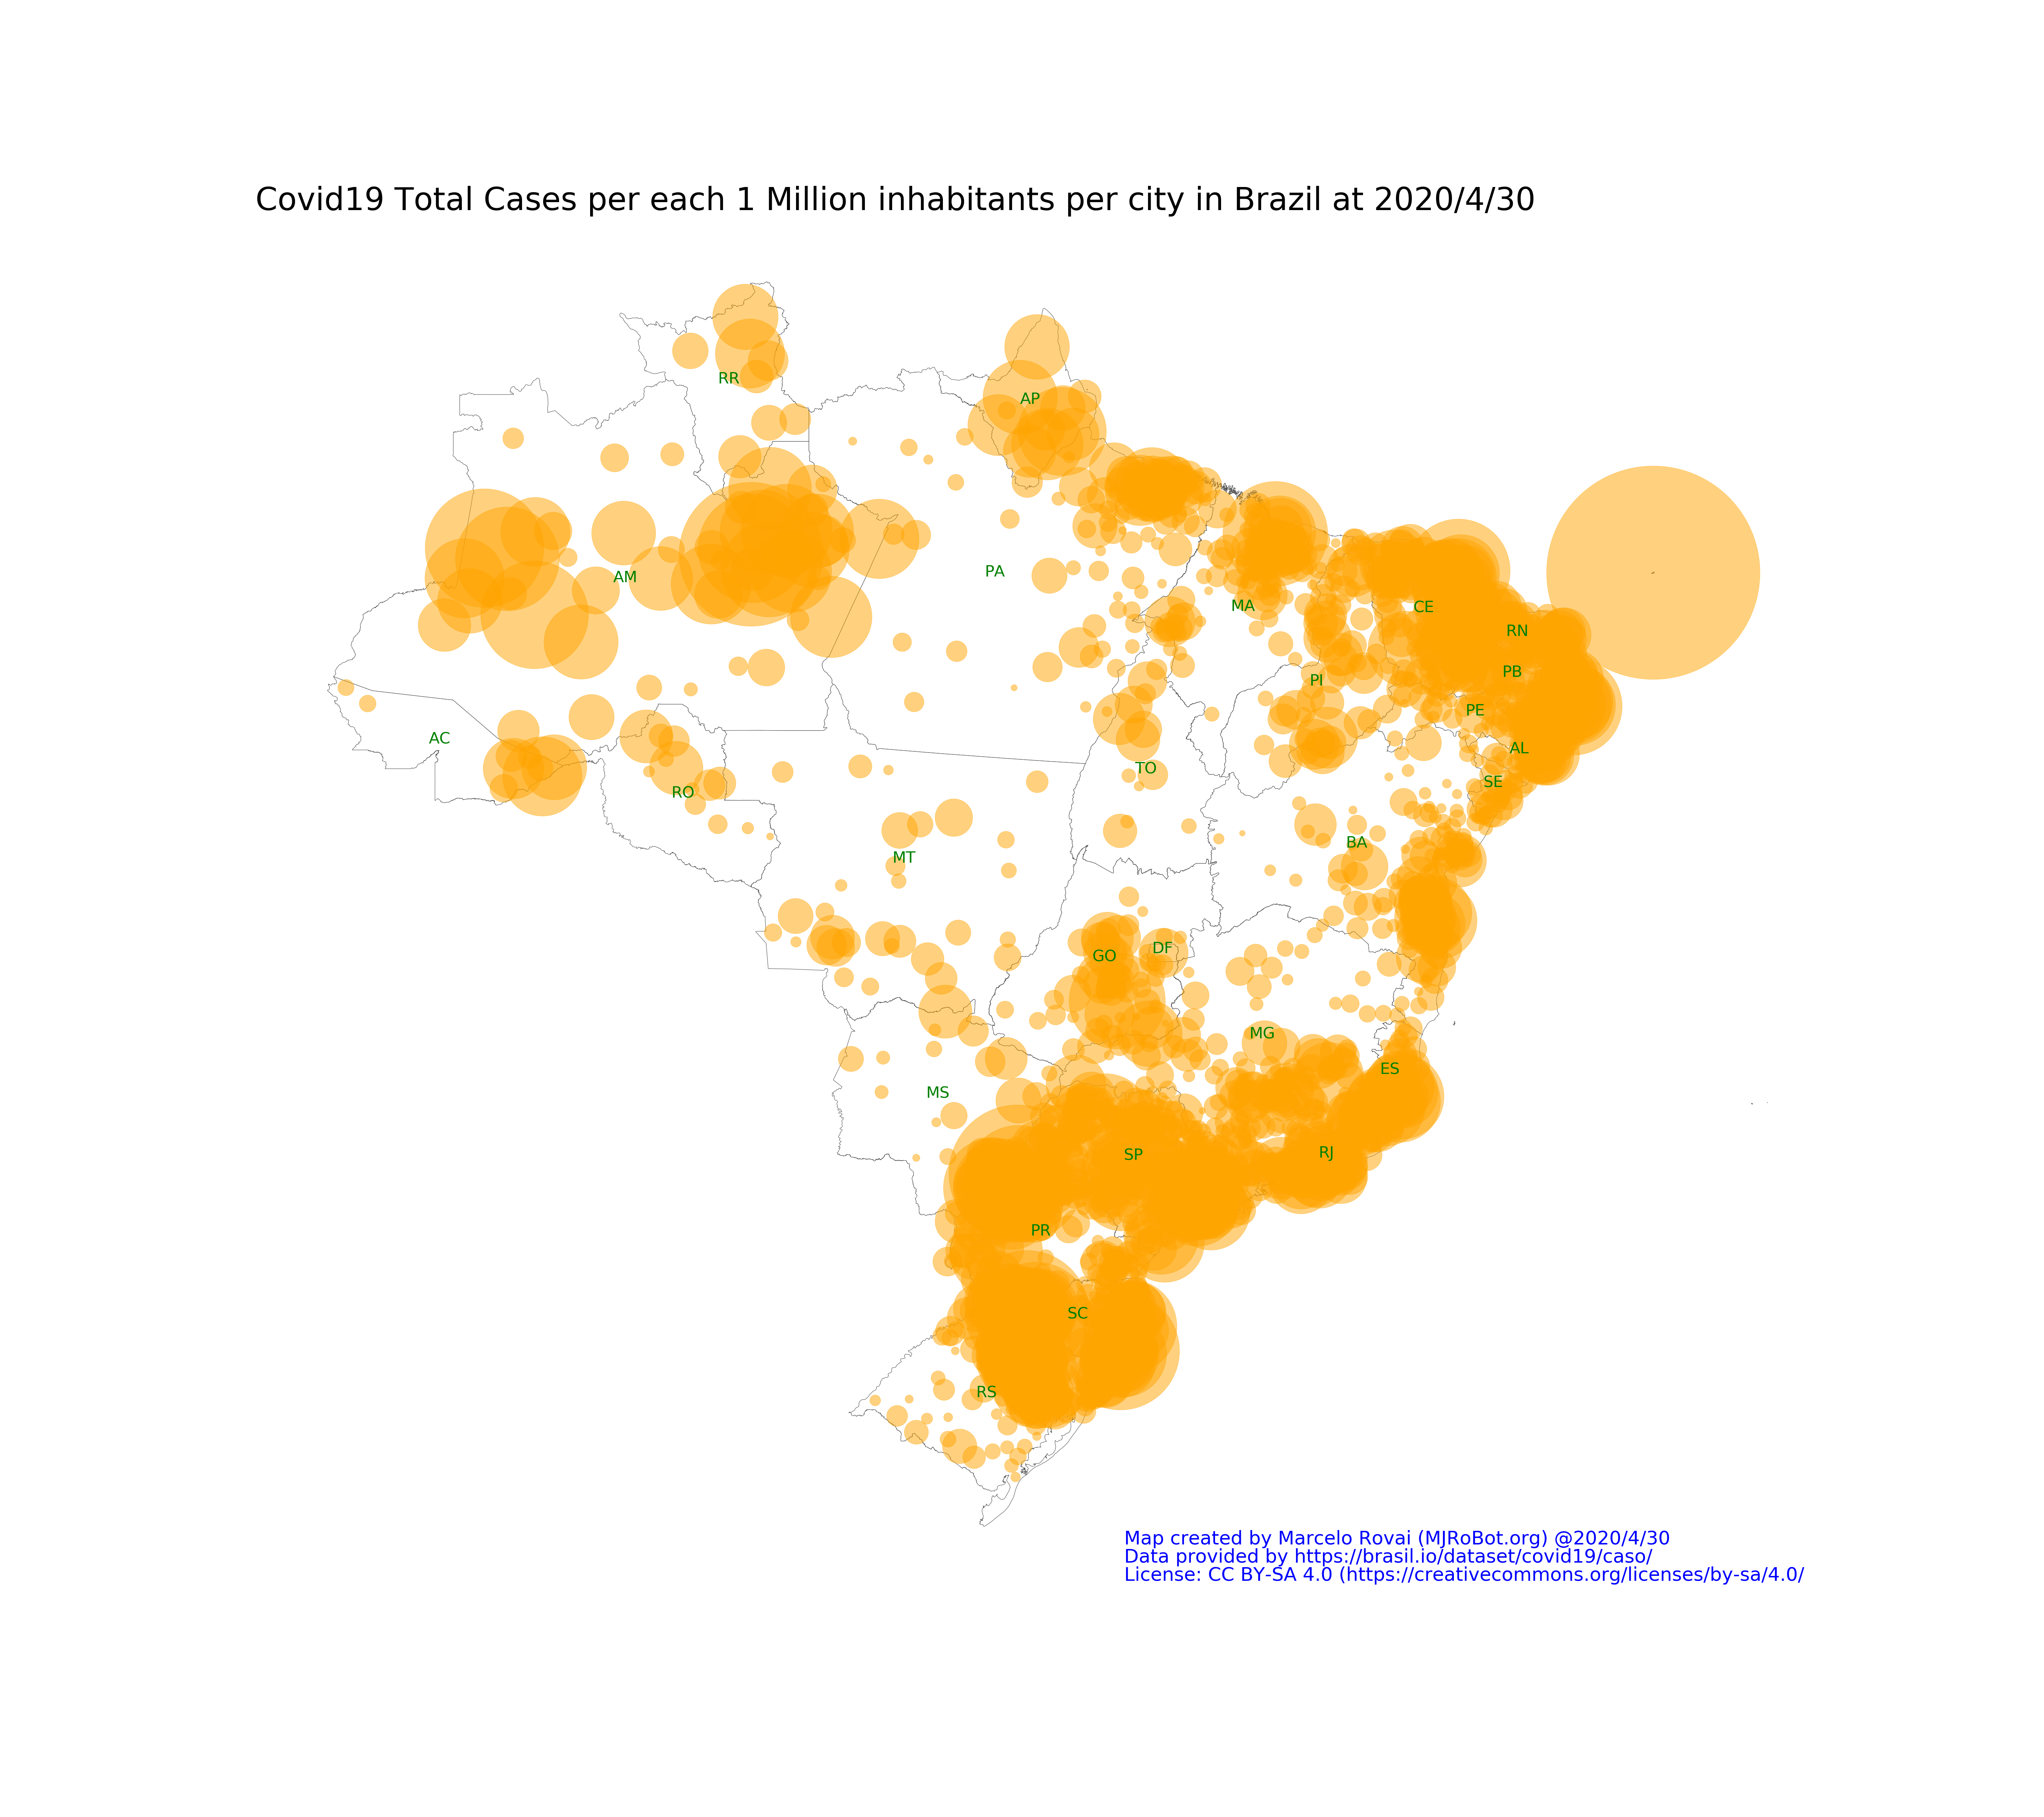 Covid19 Total Cases per each 1 Million inhabitants per city in Brazil at 2020/4/30
RR
AP
AM
PA
MA
CE
RN
PB
PI
PE
AC
AL
TO
SE
RO
BA
MT
DF
GO
MG
ES
MS
RJ
SP
PR
SC
RS
Map created by Marcelo Rovai (MJRoBot.org) @2020/4/30
Data provided by https://brasil.io/dataset/covid19/caso/
License: CC BY-SA 4.0 (https://creativecommons.org/licenses/by-sa/4.0/